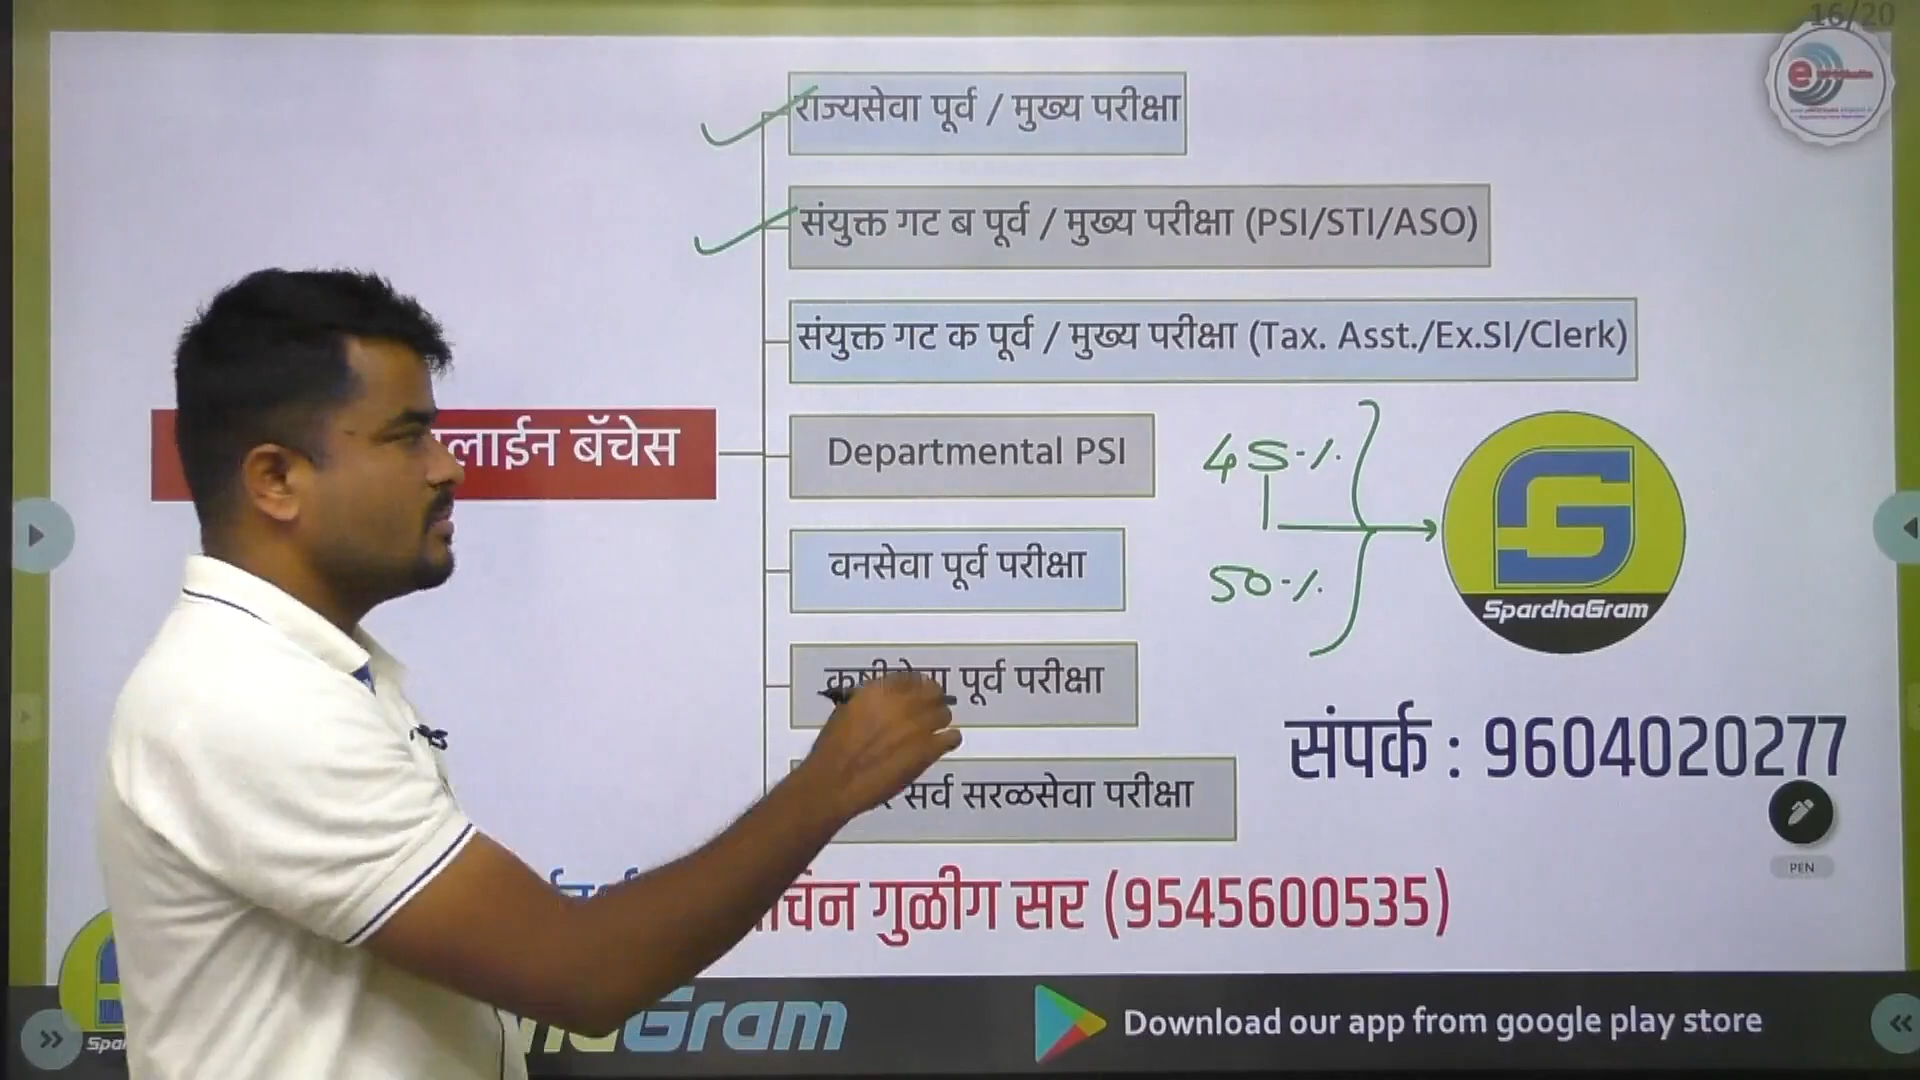 16/20
राज्यसेवा पूर्व / मुख्य परीक्षा
संयुक्त गट ब पूर्व / मुख्य परीक्षा (PSI/STI/ASO)
संयुक्त गट क पूर्व / मुख्य परीक्षा (Tax. Asst./Ex.SI/Clerk)
लाईन बॅचेस
Departmental PSI
45-%
वनसेवा पूर्व परीक्षा
50-%
SpardhaGram
पूर्व परीक्षा
संपर्क : 9604020277
सर्व सरळसेवा परीक्षा
PEN
गुळीग सर (9545600535)
Gram
Download our app from google play store